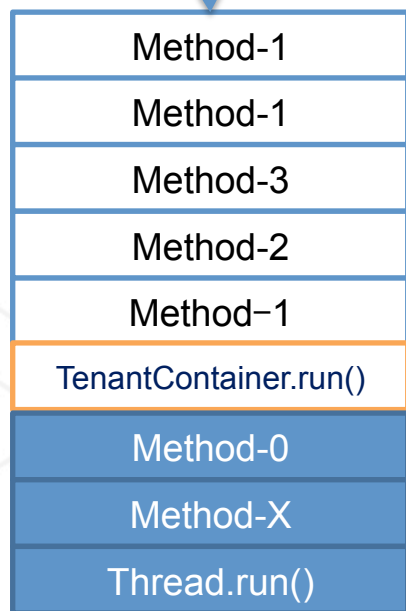 Method-1
Method-1
Method-3
Method-2
Method−1
TenantContainer.run()
Method-0
Method-X
Thread.run()